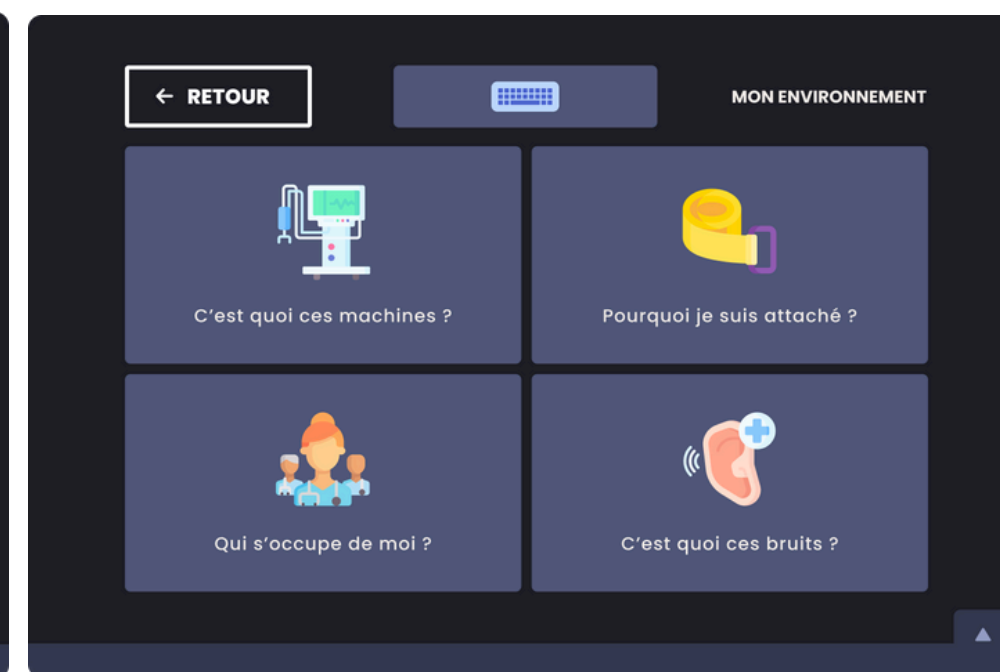 ← RETOUR
MON ENVIRONNEMENT
C’est quoi ces machines ?
Pourquoi je suis attaché ?
Qui s’occupe de moi ?
C’est quoi ces bruits ?